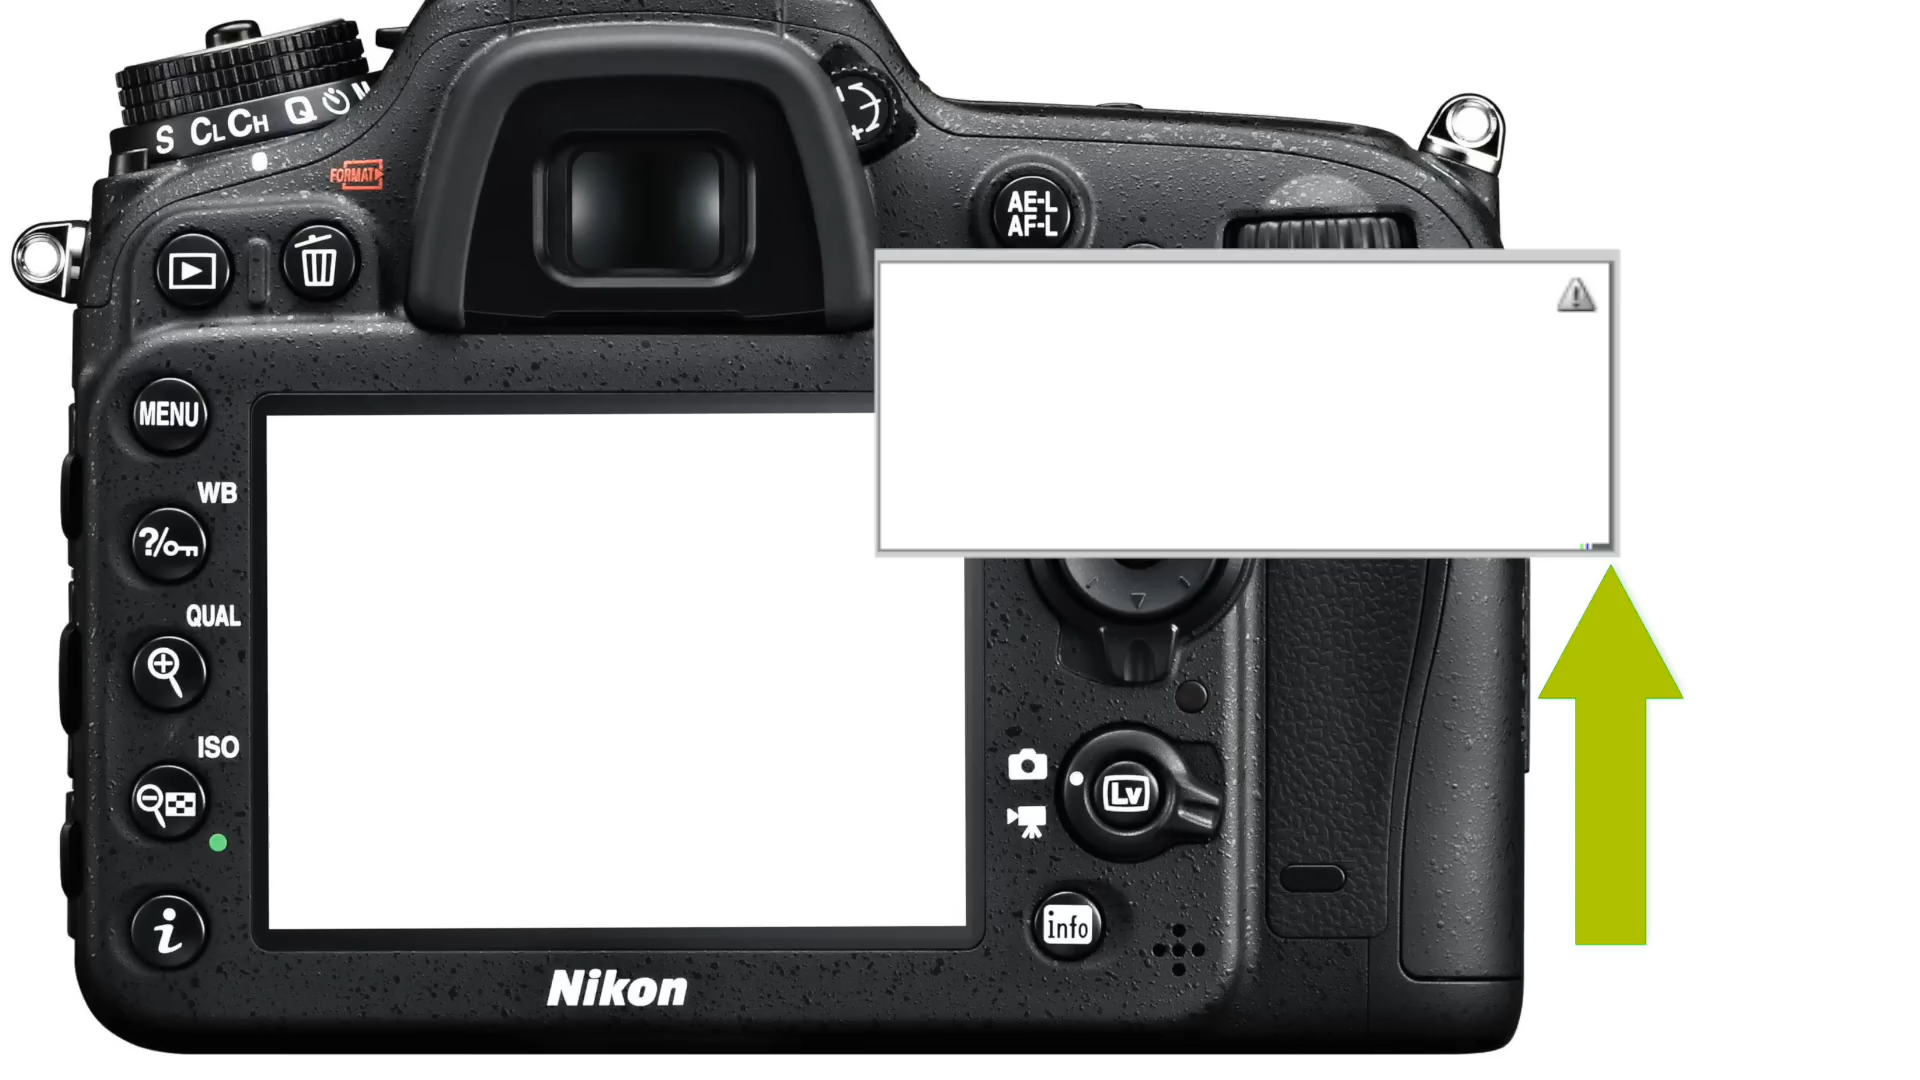 S CL CH Q
FORMAT
AE-L
AF-L
MENU
WB
?/
QUAL
ISO
Lv
i
info
Nikon